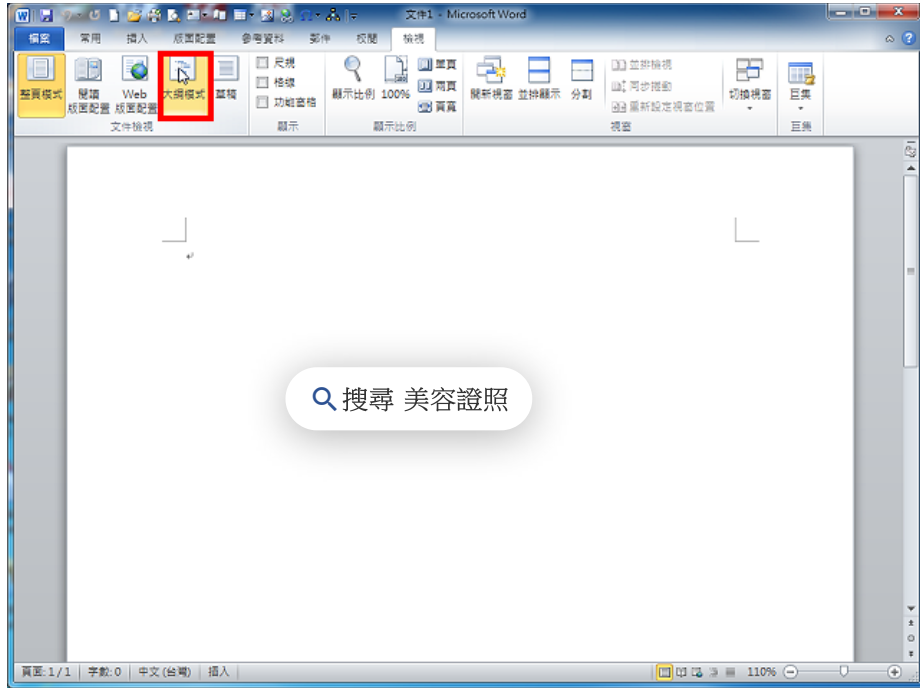 文件1 - Microsoft Word
檔案 常用 插入 版面配置 參考資料 郵件 校閱 檢視
整頁模式 閱讀版面配置 Web版面配置 大綱模式 草稿
文件檢視
尺規
格線
功能窗格
顯示
顯示比例 100%
單頁
兩頁
頁寬
顯示比例
開新視窗 並排顯示 分割
並排檢視
同步捲動
重新設定視窗位置
切換視窗
視窗
巨集
巨集
搜尋 美容證照
頁面: 1/1 字數: 0 中文(台灣) 插入 110%